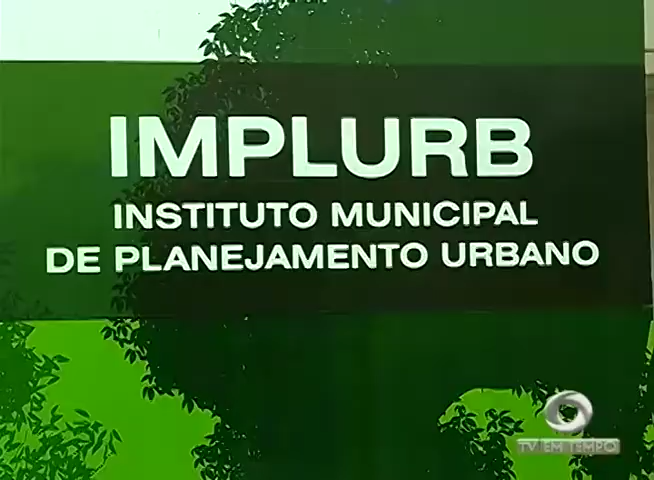 IMPLURB
INSTITUTO MUNICIPAL
DE PLANEJAMENTO URBANO
TV EM TEMPO